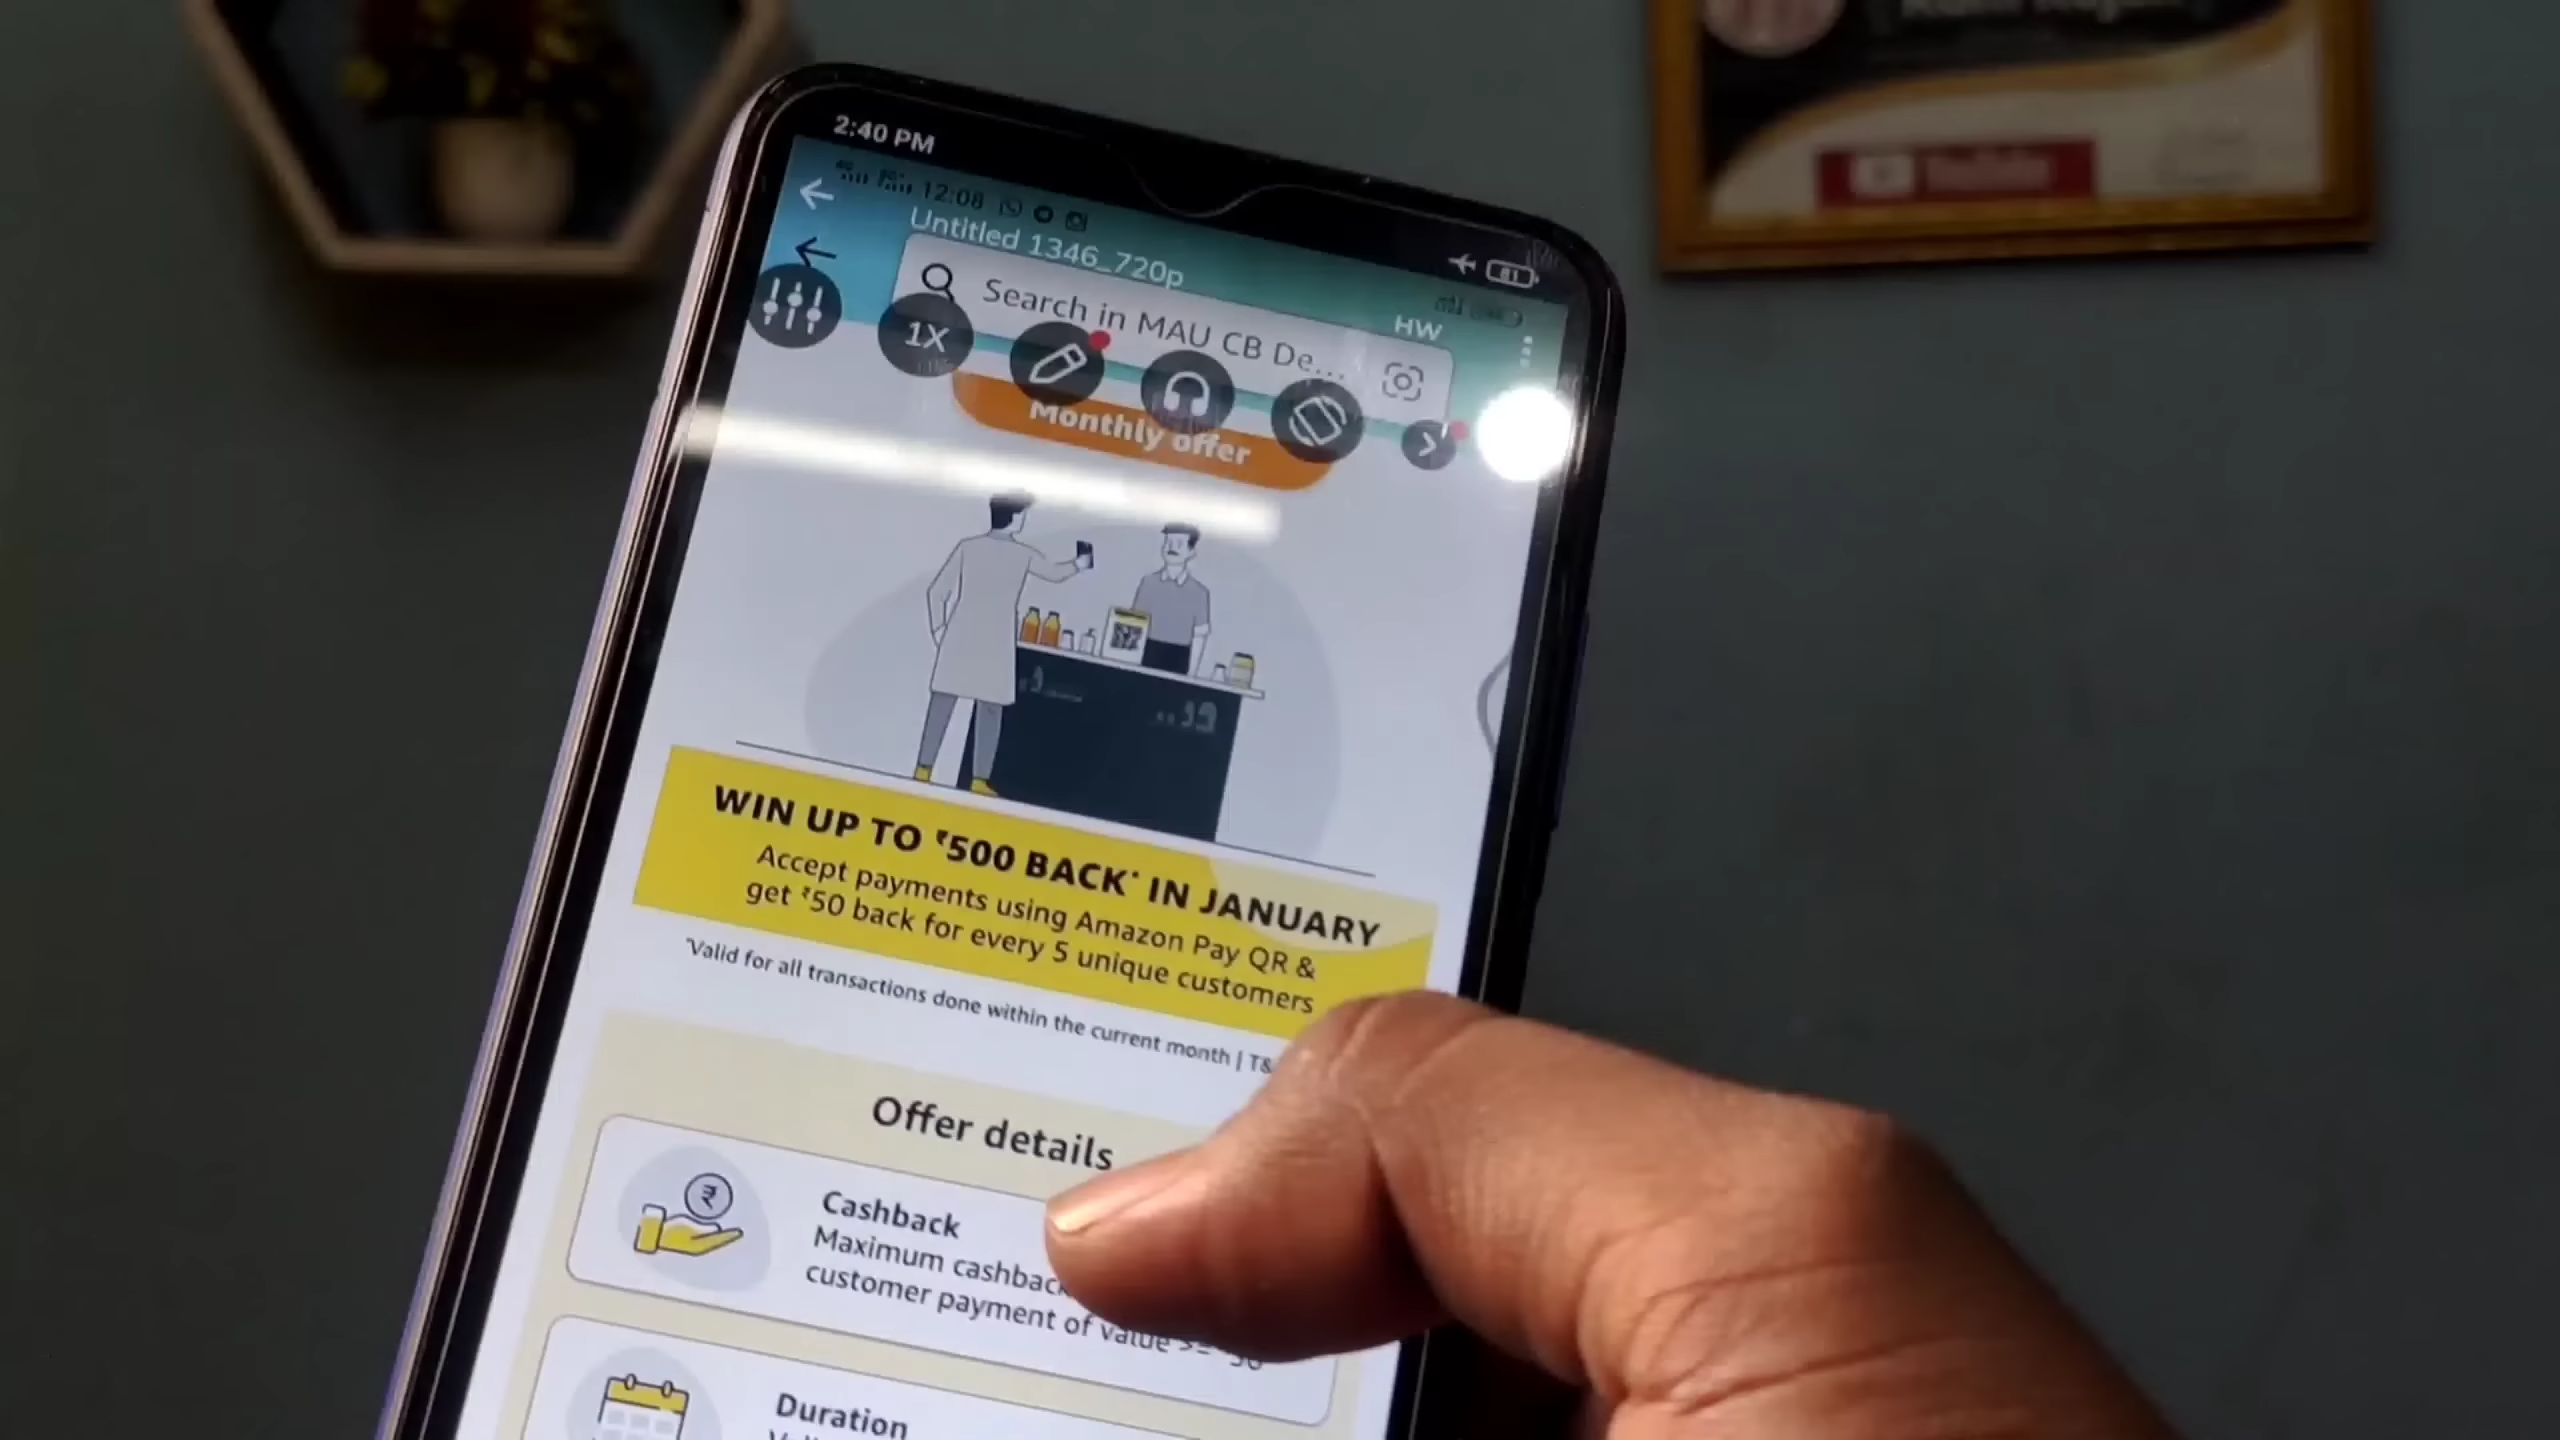 2:40 PM
12:08
Untitled 1346_720p
81
Search in MAU CB De...
HW
1X
Monthly offer
WIN UP TO ₹500 BACK* IN JANUARY
Accept payments using Amazon Pay QR &
get ₹50 back for every 5 unique customers
*Valid for all transactions done within the current month | T&
Offer details
Cashback
Maximum cashback
customer payment of value >=
Duration
YouTube